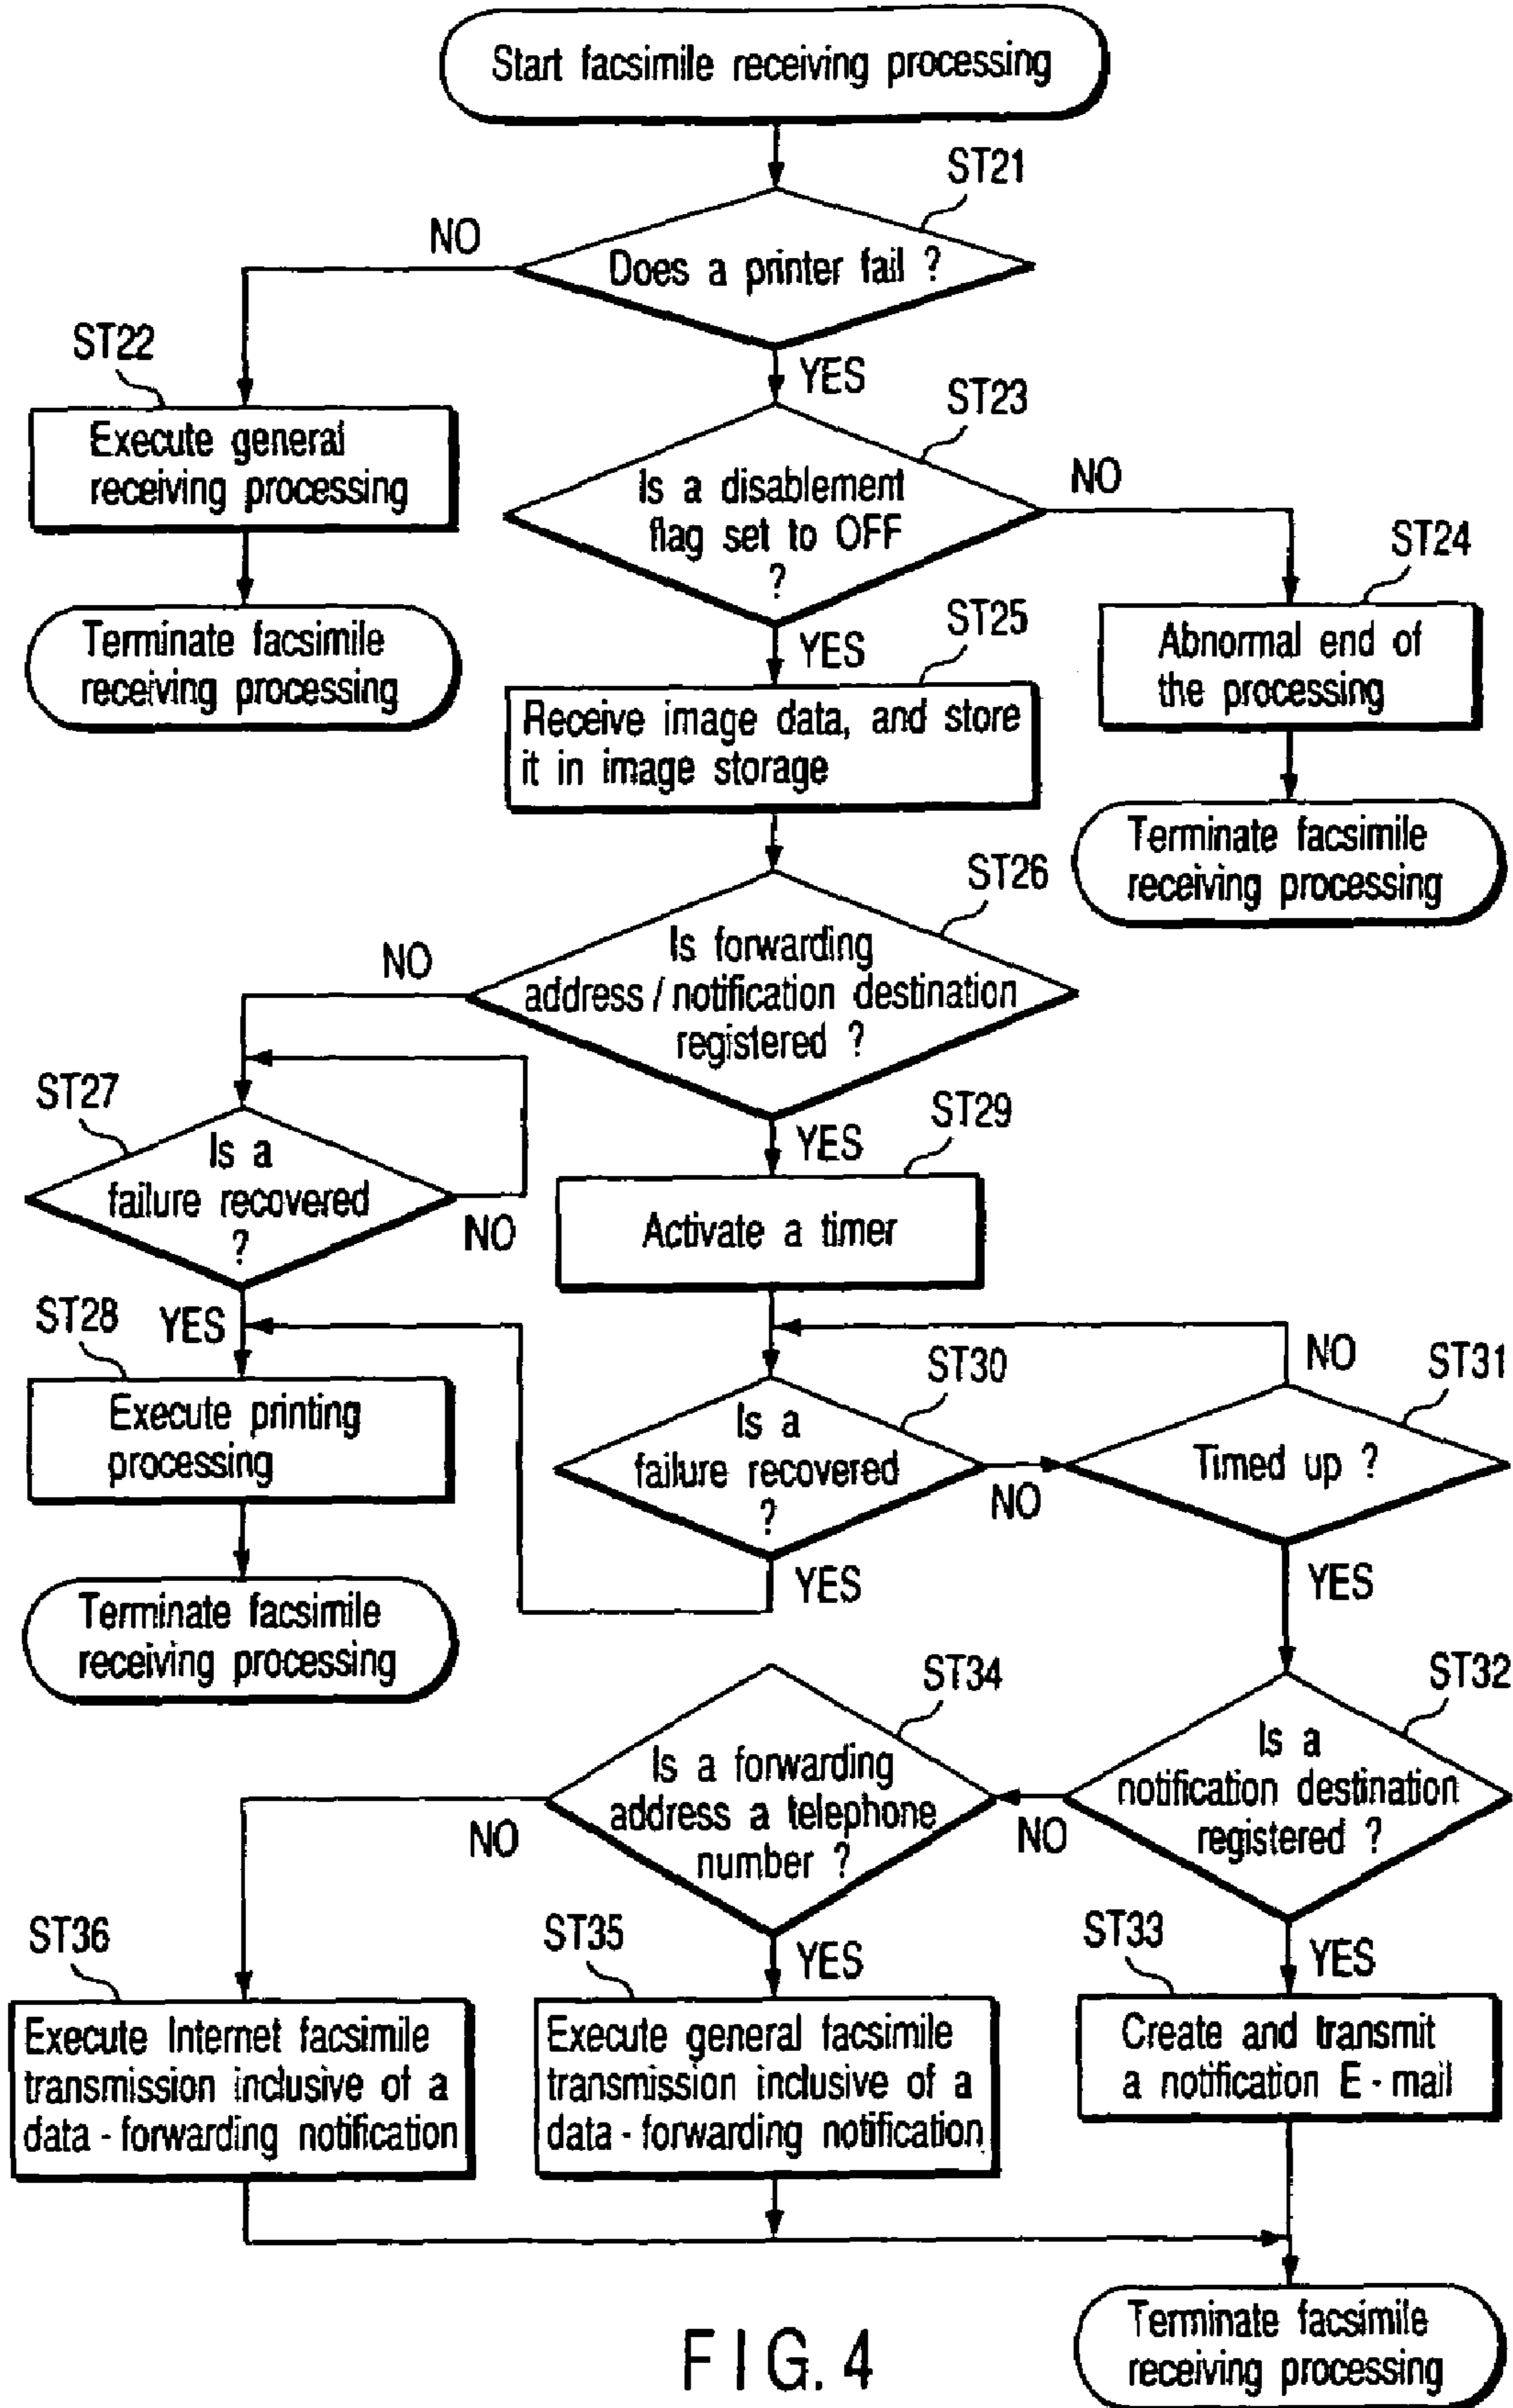 Start facsimile receiving processing
ST21
NO
Does a printer fail ?
ST22
YES
ST23
Execute general
receiving processing
Is a disablement
flag set to OFF
?
NO
ST24
Terminate facsimile
receiving processing
YES
ST25
Abnormal end of
the processing
Receive image data, and store
it in image storage
Terminate facsimile
receiving processing
ST26
NO
Is forwarding
address / notification destination
registered ?
ST27
YES
ST29
Is a
failure recovered
?
NO
Activate a timer
ST28
YES
NO
ST30
ST31
Execute printing
processing
Is a
failure recovered
?
NO
Timed up ?
YES
YES
Terminate facsimile
receiving processing
ST34
ST32
Is a forwarding
address a telephone
number ?
NO
NO
Is a
notification destination
registered ?
ST36
ST35
YES
ST33
YES
Execute Internet facsimile
transmission inclusive of a
data - forwarding notification
Execute general facsimile
transmission inclusive of a
data - forwarding notification
Create and transmit
a notification E - mail
Terminate facsimile
receiving processing
FIG. 4